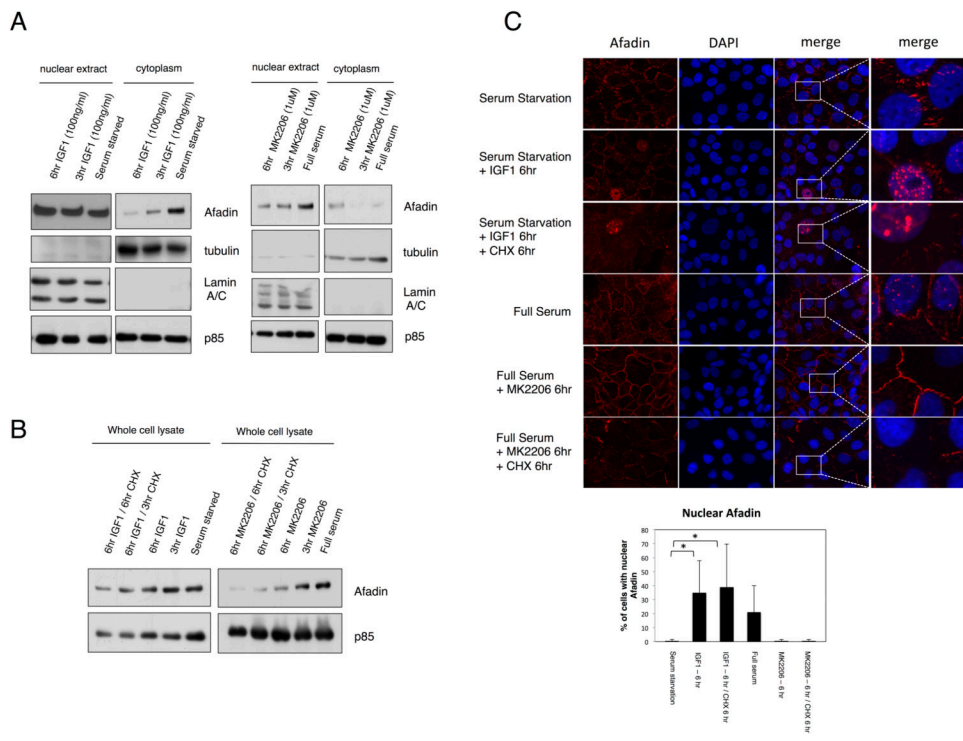 A
nuclear extract
cytoplasm
6hr IGF1 (100ng/ml)
3hr IGF1 (100ng/ml)
Serum starved
6hr IGF1 (100ng/ml)
3hr IGF1 (100ng/ml)
Serum starved
Afadin
tubulin
Lamin
A/C
p85
nuclear extract
cytoplasm
6hr MK2206 (1uM)
3hr MK2206 (1uM)
Full serum
6hr MK2206 (1uM)
3hr MK2206 (1uM)
Full serum
Afadin
tubulin
Lamin
A/C
p85
B
Whole cell lysate
Whole cell lysate
6hr IGF1 / 6hr CHX
6hr IGF1 / 3hr CHX
6hr IGF1
3hr IGF1
Serum starved
6hr MK2206 / 6hr CHX
6hr MK2206 / 3hr CHX
6hr MK2206
3hr MK2206
Full serum
Afadin
p85
C
Afadin
DAPI
merge
merge
Serum Starvation
Serum Starvation
+ IGF1 6hr
Serum Starvation
+ IGF1 6hr
+ CHX 6hr
Full Serum
Full Serum
+ MK2206 6hr
Full Serum
+ MK2206 6hr
+ CHX 6hr
Nuclear Afadin
% of cells with nuclear
Afadin
80
70
60
50
40
30
20
10
0
*
*
Serum starvation
IGF1 – 6 hr
IGF1 – 6 hr / CHX 6 hr
Full serum
MK2206 – 6 hr
MK2206 – 6 hr / CHX 6 hr